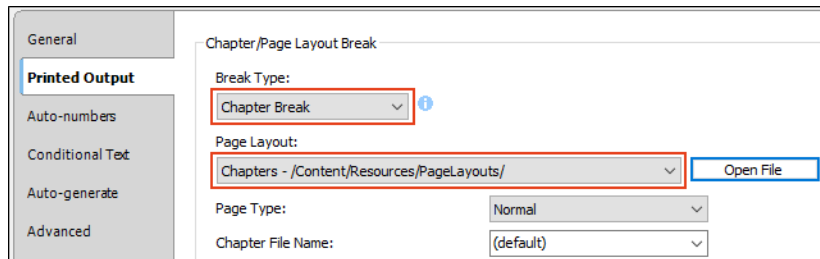 General
Printed Output
Auto-numbers
Conditional Text
Auto-generate
Advanced
Chapter/Page Layout Break
Break Type:
Chapter Break
Page Layout:
Chapters - /Content/Resources/PageLayouts/
Open File
Page Type:
Normal
Chapter File Name:
(default)